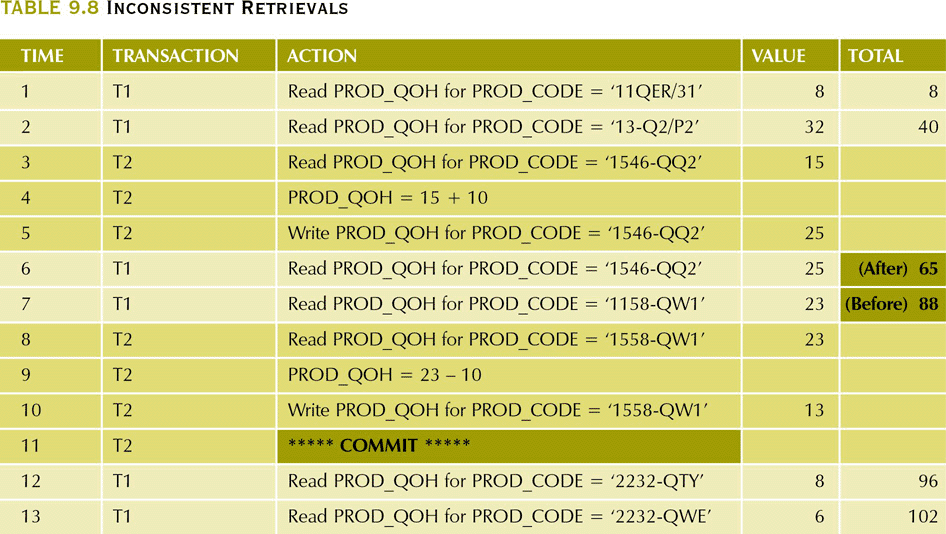 TABLE 9.8 INCONSISTENT RETRIEVALS
TIME TRANSACTION ACTION VALUE TOTAL
1 T1 Read PROD_QOH for PROD_CODE = ‘11QER/31’ 8 8
2 T1 Read PROD_QOH for PROD_CODE = ‘13-Q2/P2’ 32 40
3 T2 Read PROD_QOH for PROD_CODE = ‘1546-QQ2’ 15
4 T2 PROD_QOH = 15 + 10
5 T2 Write PROD_QOH for PROD_CODE = ‘1546-QQ2’ 25
6 T1 Read PROD_QOH for PROD_CODE = ‘1546-QQ2’ 25 (After) 65
7 T1 Read PROD_QOH for PROD_CODE = ‘1158-QW1’ 23 (Before) 88
8 T2 Read PROD_QOH for PROD_CODE = ‘1558-QW1’ 23
9 T2 PROD_QOH = 23 – 10
10 T2 Write PROD_QOH for PROD_CODE = ‘1558-QW1’ 13
11 T2 ***** COMMIT *****
12 T1 Read PROD_QOH for PROD_CODE = ‘2232-QTY’ 8 96
13 T1 Read PROD_QOH for PROD_CODE = ‘2232-QWE’ 6 102